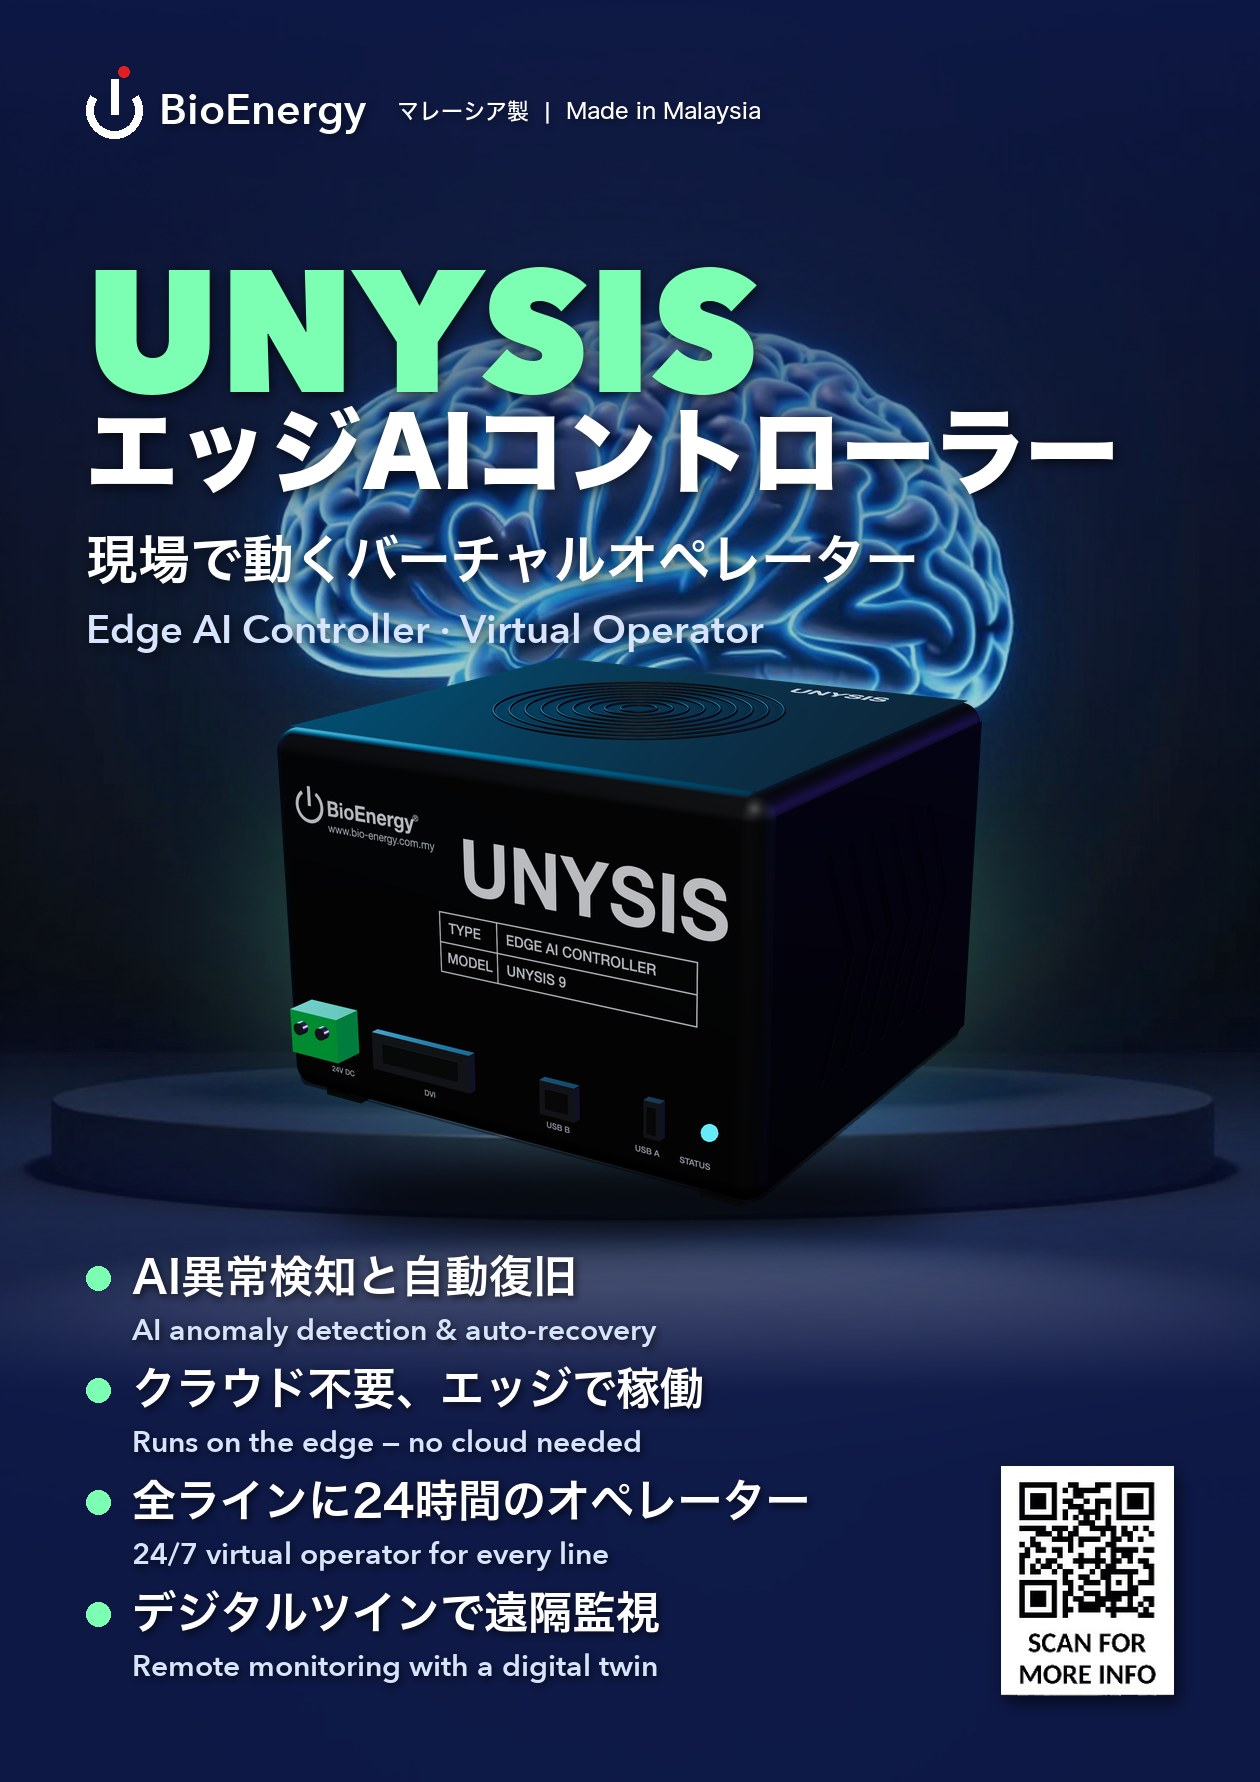 BioEnergy マレーシア製 | Made in Malaysia
UNYSIS
エッジAIコントローラー
現場で動くバーチャルオペレーター
Edge AI Controller · Virtual Operator
UNYSIS
BioEnergy®
www.bio-energy.com.my
UNYSIS
TYPE EDGE AI CONTROLLER
MODEL UNYSIS 9
24V DC
DVI
USB B
USB A
STATUS
AI異常検知と自動復旧
AI anomaly detection & auto-recovery
クラウド不要、エッジで稼働
Runs on the edge – no cloud needed
全ラインに24時間のオペレーター
24/7 virtual operator for every line
デジタルツインで遠隔監視
Remote monitoring with a digital twin
SCAN FOR
MORE INFO